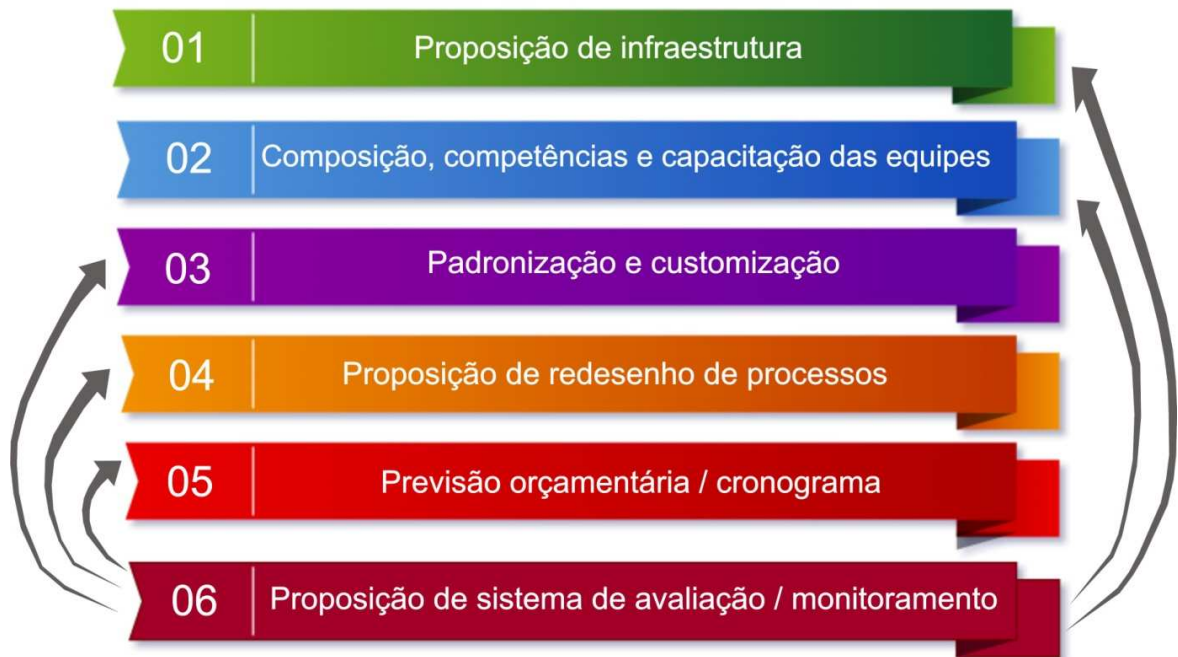 01 Proposição de infraestrutura
02 Composição, competências e capacitação das equipes
03 Padronização e customização
04 Proposição de redesenho de processos
05 Previsão orçamentária / cronograma
06 Proposição de sistema de avaliação / monitoramento